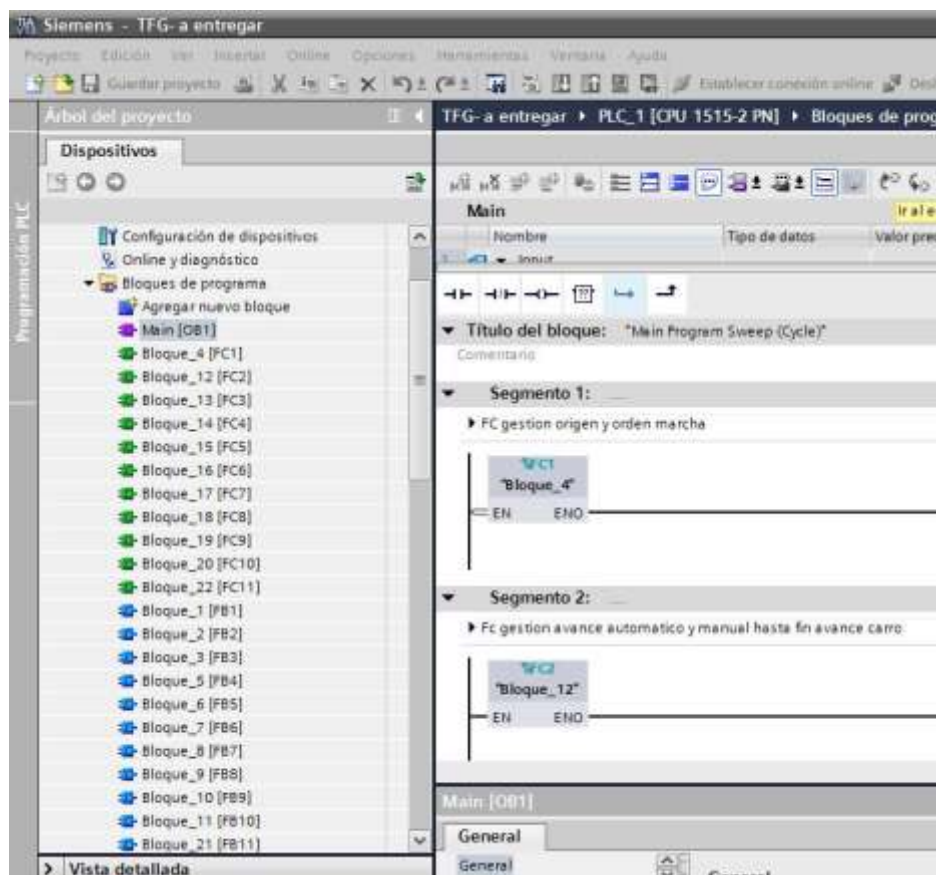 Siemens - TFG- a entregar
Proyecto Edición Ver Insertar Online Opciones Herramientas Ventana Ayuda
Guardar proyecto Establecer conexión online
Árbol del proyecto
TFG- a entregar PLC_1 [CPU 1515-2 PN] Bloques de prog
Dispositivos
Programación PLC
Main
Ir al e
Nombre Tipo de datos Valor pre
Input
Configuración de dispositivos
Online y diagnóstico
Bloques de programa
Agregar nuevo bloque
Main [OB1]
Bloque_4 [FC1]
Bloque_12 [FC2]
Bloque_13 [FC3]
Bloque_14 [FC4]
Bloque_15 [FC5]
Bloque_16 [FC6]
Bloque_17 [FC7]
Bloque_18 [FC8]
Bloque_19 [FC9]
Bloque_20 [FC10]
Bloque_22 [FC11]
Bloque_1 [FB1]
Bloque_2 [FB2]
Bloque_3 [FB3]
Bloque_5 [FB4]
Bloque_6 [FB5]
Bloque_7 [FB6]
Bloque_8 [FB7]
Bloque_9 [FB8]
Bloque_10 [FB9]
Bloque_11 [FB10]
Bloque_21 [FB11]
Vista detallada
??
Título del bloque: "Main Program Sweep (Cycle)"
Comentario
Segmento 1: ....
FC gestion origen y orden marcha
%FC1
"Bloque_4"
EN ENO
Segmento 2: ....
Fc gestion avance automatico y manual hasta fin avance carro
%FC2
"Bloque_12"
EN ENO
Main [OB1]
General
General General